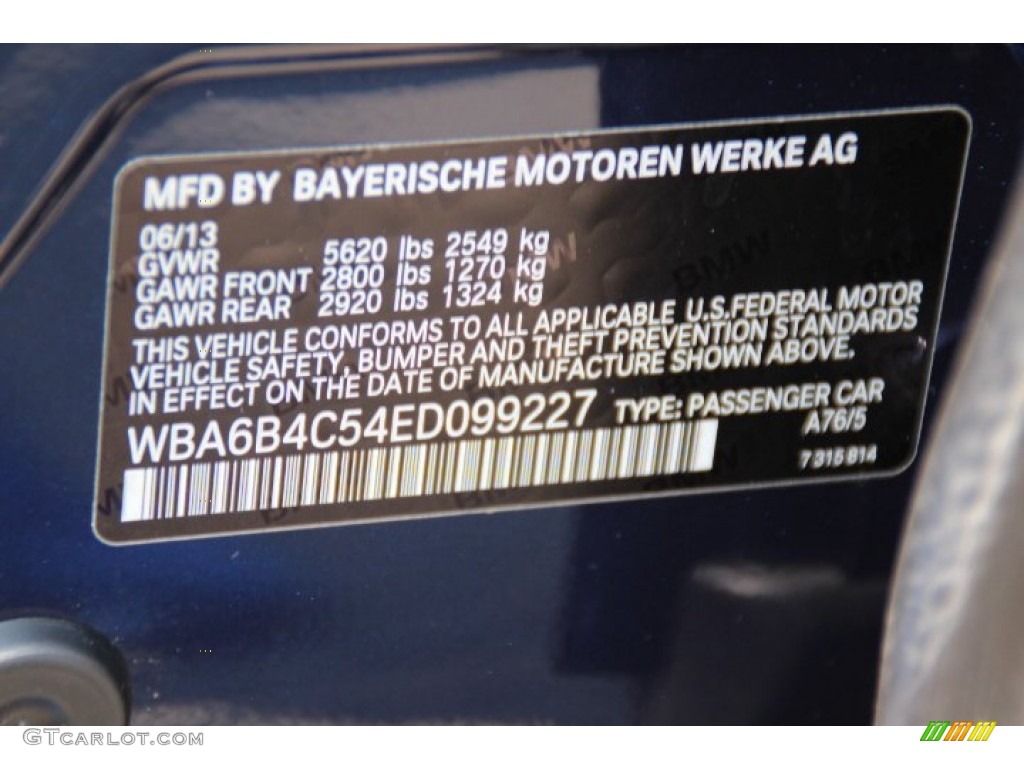 MFD BY BAYERISCHE MOTOREN WERKE AG
06/13
GVWR 5620 lbs 2549 kg
GAWR FRONT 2800 lbs 1270 kg
GAWR REAR 2920 lbs 1324 kg
THIS VEHICLE CONFORMS TO ALL APPLICABLE U.S.FEDERAL MOTOR
VEHICLE SAFETY, BUMPER AND THEFT PREVENTION STANDARDS
IN EFFECT ON THE DATE OF MANUFACTURE SHOWN ABOVE.
WBA6B4C54ED099227 TYPE: PASSENGER CAR
A76/5
7 315 814
GTCARLOT.COM